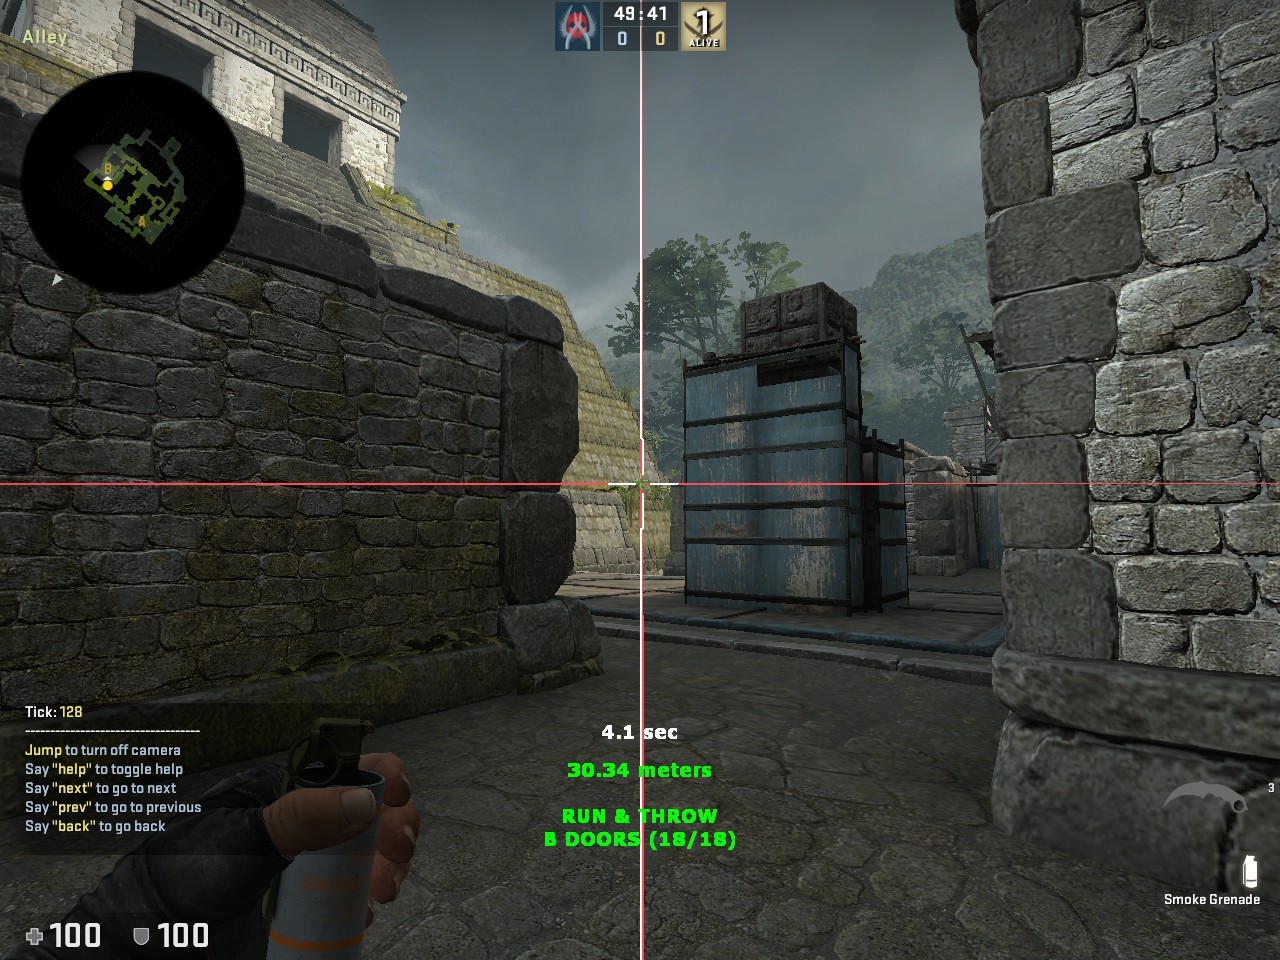 Alley
49:41
0 0
1
ALIVE
B
A
Tick: 128
----------------------------------
Jump to turn off camera
Say "help" to toggle help
Say "next" to go to next
Say "prev" to go to previous
Say "back" to go back
4.1 sec
30.34 meters
RUN & THROW
B DOORS (18/18)
3
Smoke Grenade
100 100